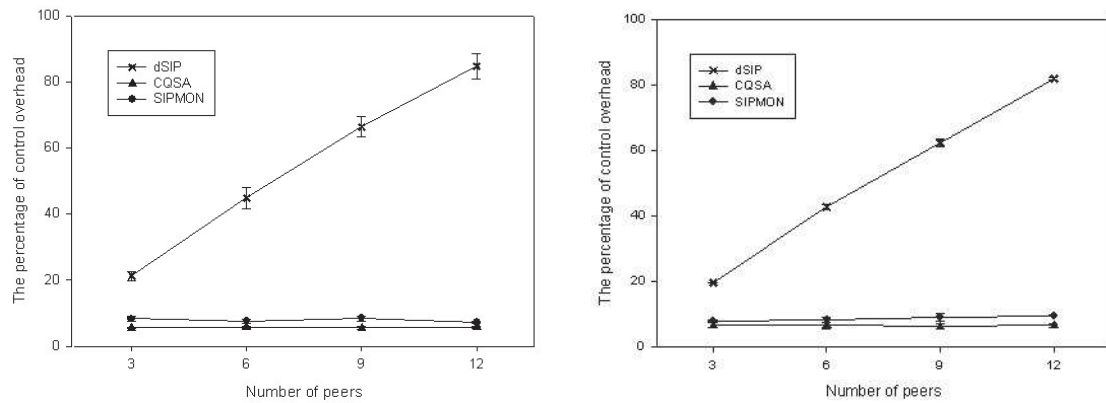 The percentage of control overhead
100
80
60
40
20
0
dSIP
CQSA
SIPMON
3
6
9
12
Number of peers
The percentage of control overhead
100
80
60
40
20
0
dSIP
CQSA
SIPMON
3
6
9
12
Number of peers